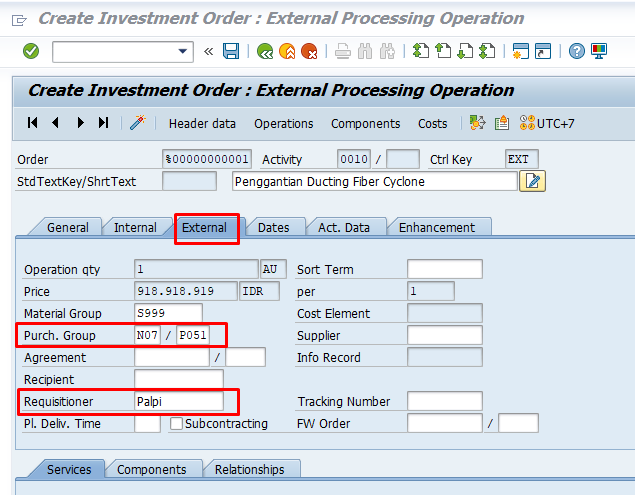 Create Investment Order : External Processing Operation
Create Investment Order : External Processing Operation
Header data Operations Components Costs UTC+7
Order %00000000001 Activity 0010 / Ctrl Key EXT
StdTextKey/ShrtText Penggantian Ducting Fiber Cyclone
General Internal External Dates Act. Data Enhancement
Operation qty 1 AU Sort Term
Price 918.918.919 IDR per 1
Material Group S999 Cost Element
Purch. Group N07 / P051 Supplier
Agreement / Info Record
Recipient
Requisitioner Palpi Tracking Number
Pl. Deliv. Time Subcontracting FW Order /
Services Components Relationships